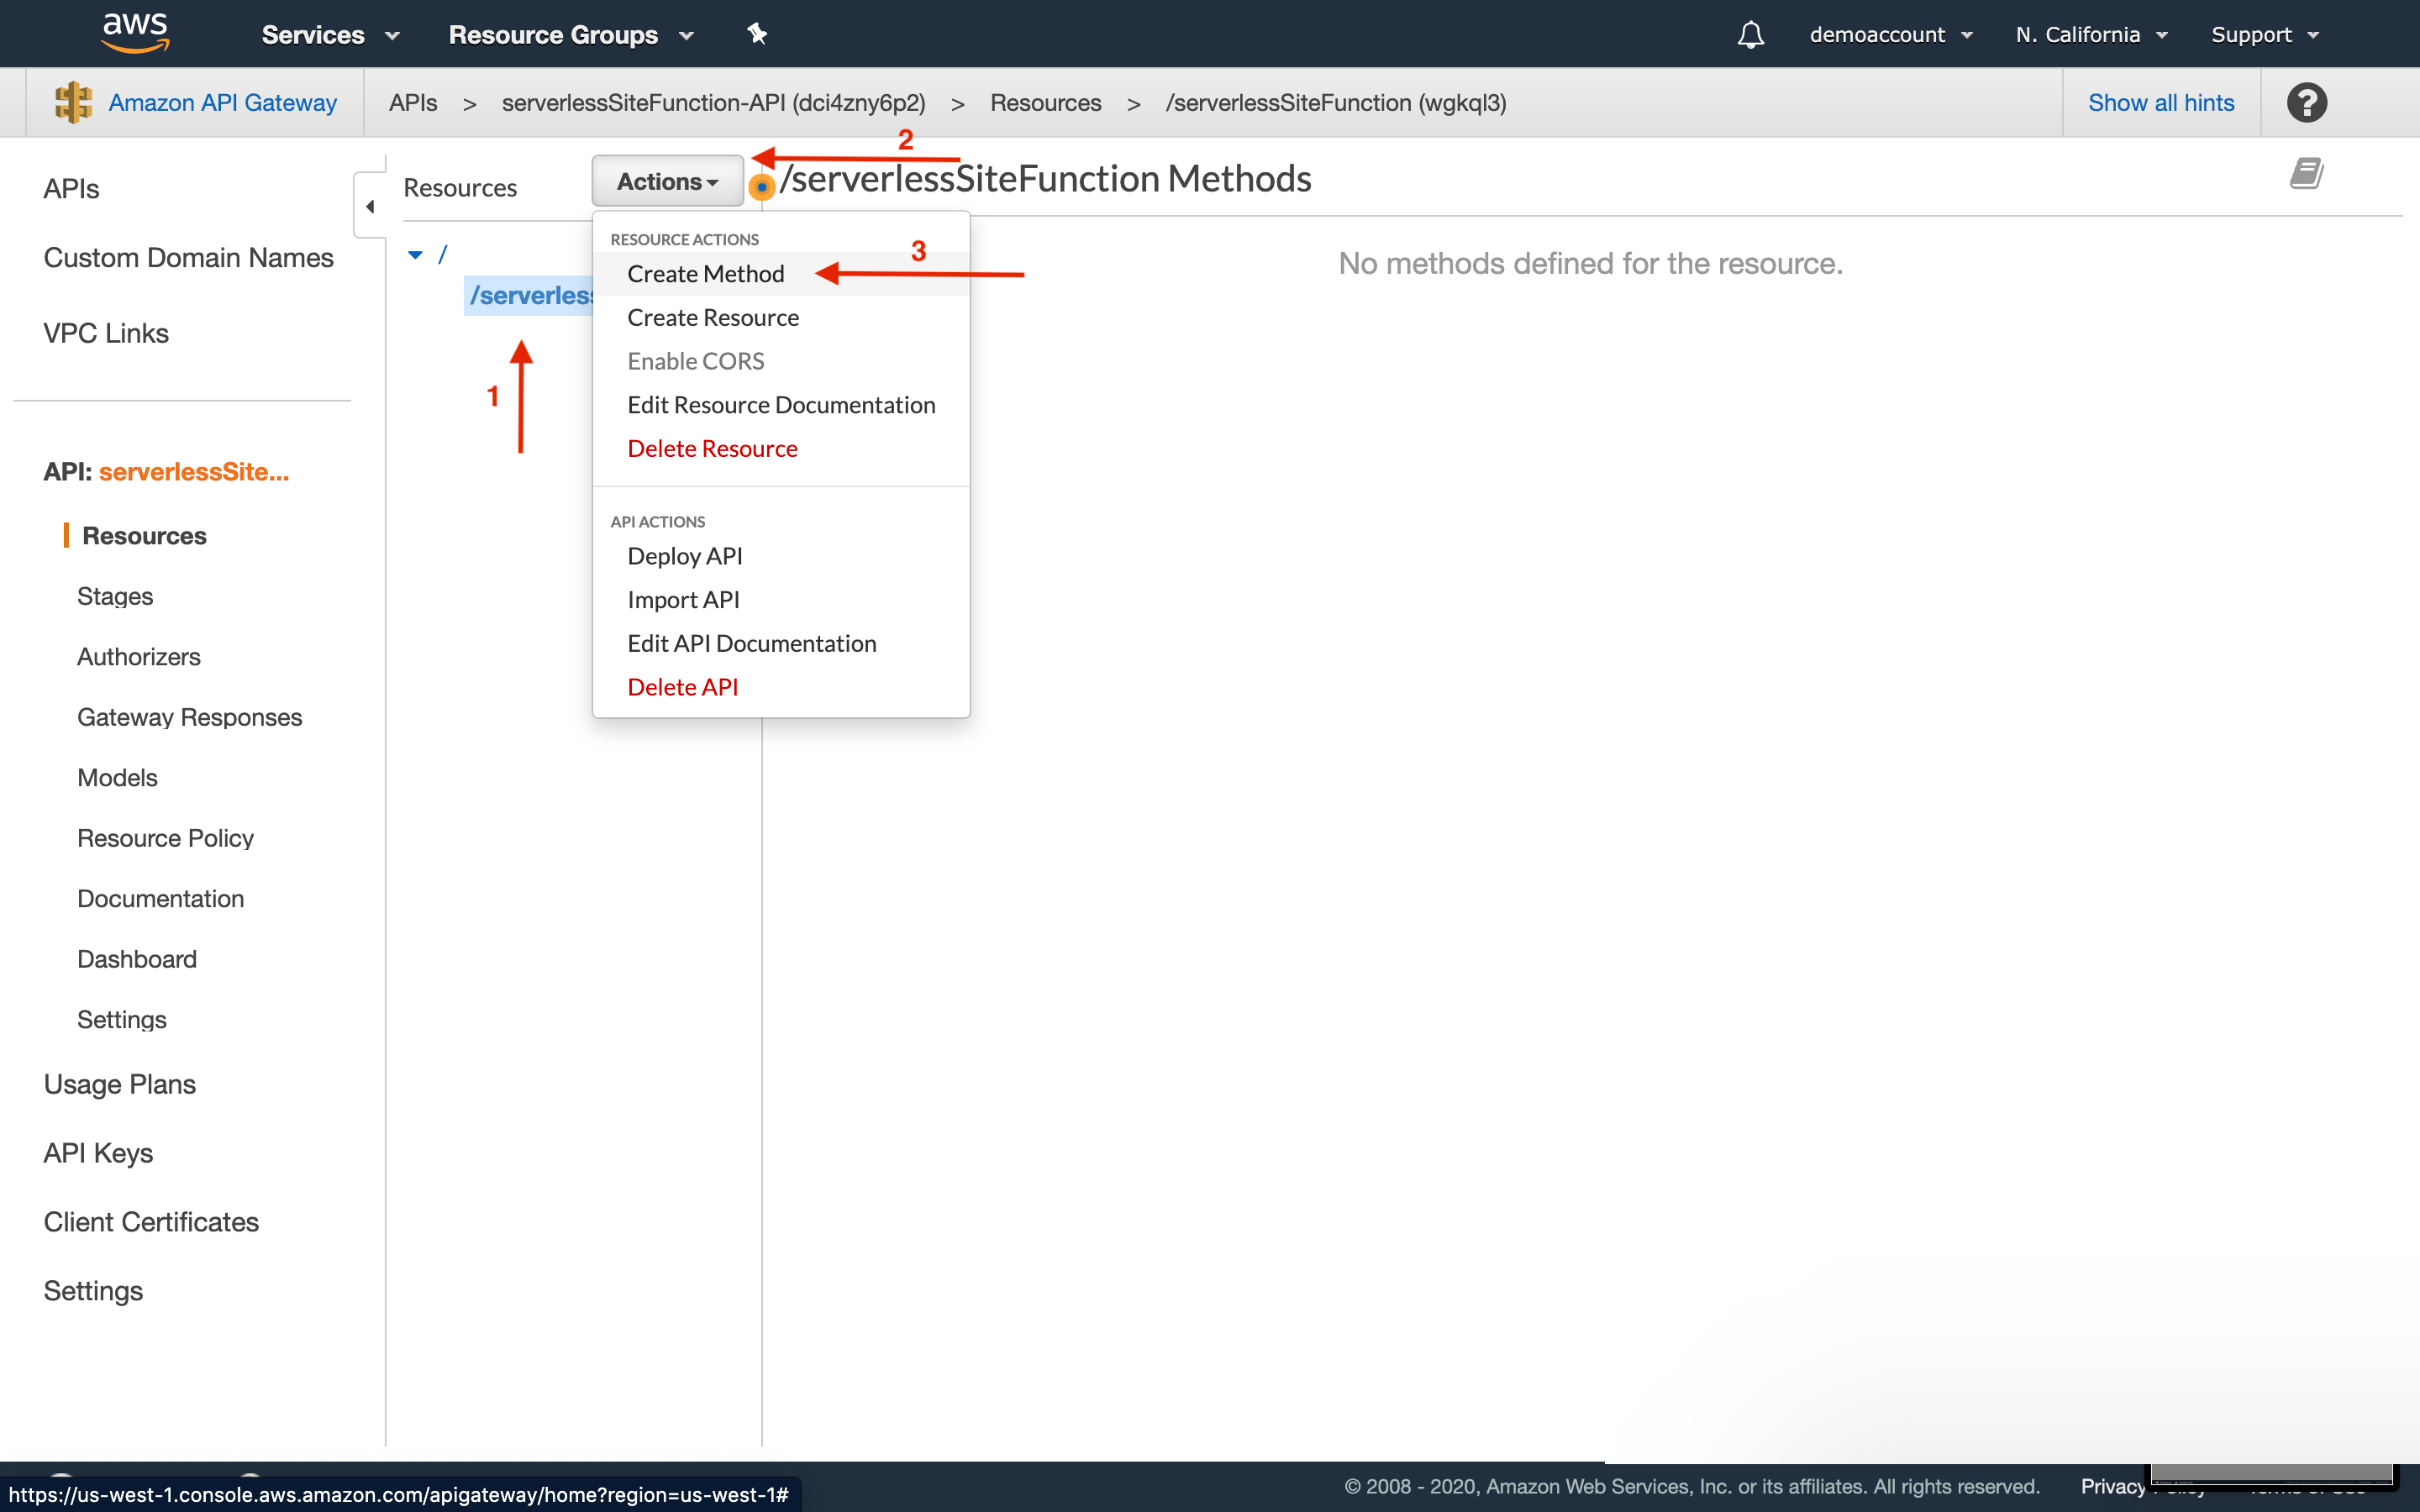 aws
Services
Resource Groups
demoaccount
N. California
Support
Amazon API Gateway
APIs > serverlessSiteFunction-API (dci4zny6p2) > Resources > /serverlessSiteFunction (wgkql3)
Show all hints
?
APIs
Custom Domain Names
VPC Links
API: serverlessSite...
Resources
Stages
Authorizers
Gateway Responses
Models
Resource Policy
Documentation
Dashboard
Settings
Usage Plans
API Keys
Client Certificates
Settings
Resources
Actions
2
/
/serverless
1
RESOURCE ACTIONS
Create Method
3
Create Resource
Enable CORS
Edit Resource Documentation
Delete Resource
API ACTIONS
Deploy API
Import API
Edit API Documentation
Delete API
/serverlessSiteFunction Methods
No methods defined for the resource.
https://us-west-1.console.aws.amazon.com/apigateway/home?region=us-west-1#
© 2008 - 2020, Amazon Web Services, Inc. or its affiliates. All rights reserved.
Privacy